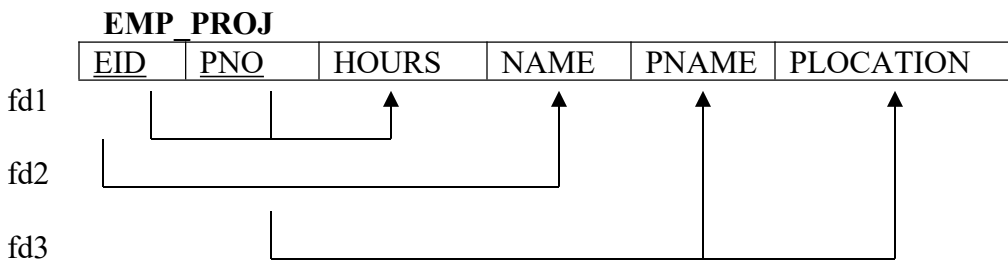 EMP_PROJ
EID PNO HOURS NAME PNAME PLOCATION
fd1
fd2
fd3